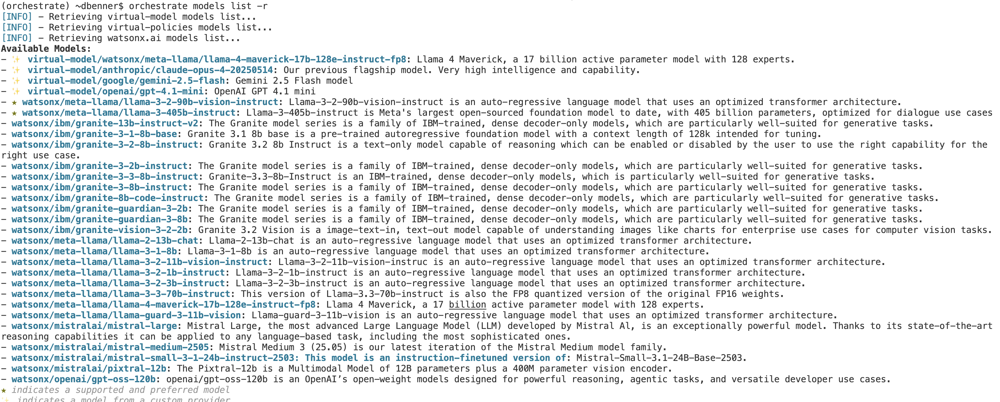 (orchestrate) ~dbenner$ orchestrate models list -r
[INFO] - Retrieving virtual-model models list...
[INFO] - Retrieving virtual-policies models list...
[INFO] - Retrieving watsonx.ai models list...
Available Models:
- ✨ virtual-model/watsonx/meta-llama/llama-4-maverick-17b-128e-instruct-fp8: Llama 4 Maverick, a 17 billion active parameter model with 128 experts.
- ✨ virtual-model/anthropic/claude-opus-4-20250514: Our previous flagship model. Very high intelligence and capability.
- ✨ virtual-model/google/gemini-2.5-flash: Gemini 2.5 Flash model
- ✨ virtual-model/openai/gpt-4.1-mini: OpenAI GPT 4.1 mini
- ★ watsonx/meta-llama/llama-3-2-90b-vision-instruct: Llama-3-2-90b-vision-instruct is an auto-regressive language model that uses an optimized transformer architecture.
- ★ watsonx/meta-llama/llama-3-405b-instruct: Llama-3-405b-instruct is Meta's largest open-sourced foundation model to date, with 405 billion parameters, optimized for dialogue use cases
- watsonx/ibm/granite-13b-instruct-v2: The Granite model series is a family of IBM-trained, dense decoder-only models, which are particularly well-suited for generative tasks.
- watsonx/ibm/granite-3-1-8b-base: Granite 3.1 8b base is a pre-trained autoregressive foundation model with a context length of 128k intended for tuning.
- watsonx/ibm/granite-3-2-8b-instruct: Granite 3.2 8b Instruct is a text-only model capable of reasoning which can be enabled or disabled by the user to use the right capability for the
right use case.
- watsonx/ibm/granite-3-2b-instruct: The Granite model series is a family of IBM-trained, dense decoder-only models, which are particularly well-suited for generative tasks.
- watsonx/ibm/granite-3-3-8b-instruct: Granite-3.3-8b-Instruct is an IBM-trained, dense decoder-only models, which is particularly well-suited for generative tasks.
- watsonx/ibm/granite-3-8b-instruct: The Granite model series is a family of IBM-trained, dense decoder-only models, which are particularly well-suited for generative tasks.
- watsonx/ibm/granite-8b-code-instruct: The Granite model series is a family of IBM-trained, dense decoder-only models, which are particularly well-suited for generative tasks.
- watsonx/ibm/granite-guardian-3-2b: The Granite model series is a family of IBM-trained, dense decoder-only models, which are particularly well-suited for generative tasks.
- watsonx/ibm/granite-guardian-3-8b: The Granite model series is a family of IBM-trained, dense decoder-only models, which are particularly well-suited for generative tasks.
- watsonx/ibm/granite-vision-3-2-2b: Granite 3.2 Vision is a image-text-in, text-out model capable of understanding images like charts for enterprise use cases for computer vision tasks.
- watsonx/meta-llama/llama-2-13b-chat: Llama-2-13b-chat is an auto-regressive language model that uses an optimized transformer architecture.
- watsonx/meta-llama/llama-3-1-8b: Llama-3-1-8b is an auto-regressive language model that uses an optimized transformer architecture.
- watsonx/meta-llama/llama-3-2-11b-vision-instruct: Llama-3-2-11b-vision-instruc is an auto-regressive language model that uses an optimized transformer architecture.
- watsonx/meta-llama/llama-3-2-1b-instruct: Llama-3-2-1b-instruct is an auto-regressive language model that uses an optimized transformer architecture.
- watsonx/meta-llama/llama-3-2-3b-instruct: Llama-3-2-3b-instruct is an auto-regressive language model that uses an optimized transformer architecture.
- watsonx/meta-llama/llama-3-3-70b-instruct: This version of Llama-3.3-70b-instruct is also the FP8 quantized version of the original FP16 weights.
- watsonx/meta-llama/llama-4-maverick-17b-128e-instruct-fp8: Llama 4 Maverick, a 17 billion active parameter model with 128 experts.
- watsonx/meta-llama/llama-guard-3-11b-vision: Llama-guard-3-11b-vision is an auto-regressive language model that uses an optimized transformer architecture.
- watsonx/mistralai/mistral-large: Mistral Large, the most advanced Large Language Model (LLM) developed by Mistral Al, is an exceptionally powerful model. Thanks to its state-of-the-art
reasoning capabilities it can be applied to any language-based task, including the most sophisticated ones.
- watsonx/mistralai/mistral-medium-2505: Mistral Medium 3 (25.05) is our latest iteration of the Mistral Medium model family.
- watsonx/mistralai/mistral-small-3-1-24b-instruct-2503: This model is an instruction-finetuned version of: Mistral-Small-3.1-24B-Base-2503.
- watsonx/mistralai/pixtral-12b: The Pixtral-12b is a Multimodal Model of 12B parameters plus a 400M parameter vision encoder.
- watsonx/openai/gpt-oss-120b: openai/gpt-oss-120b is an OpenAI’s open-weight models designed for powerful reasoning, agentic tasks, and versatile developer use cases.
★ indicates a supported and preferred model
✨ indicates a model from a custom provider